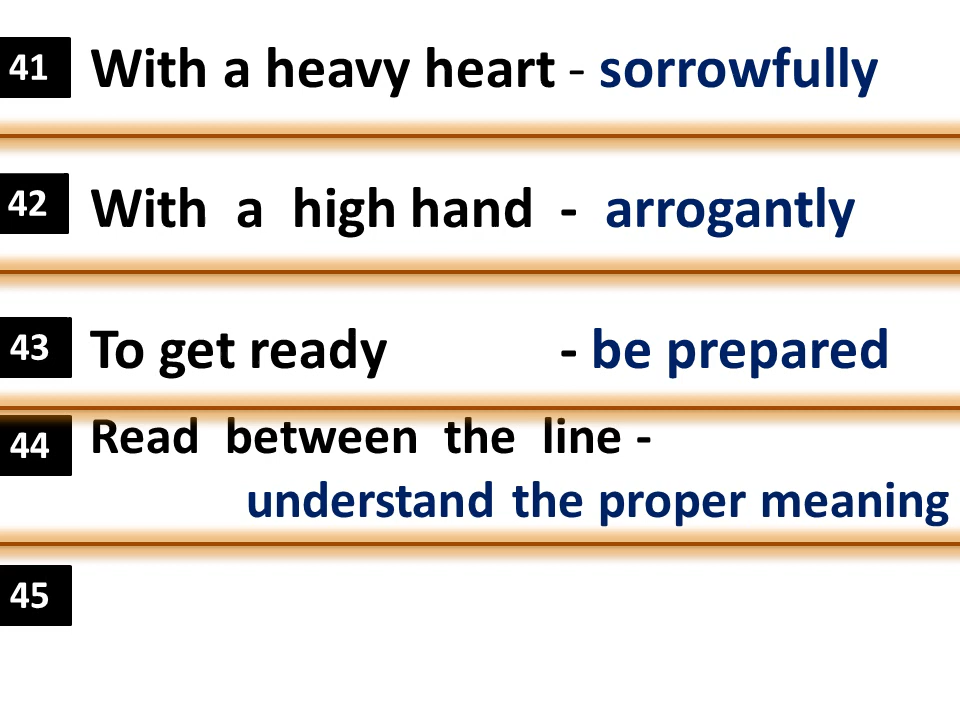 41 With a heavy heart - sorrowfully
42 With a high hand - arrogantly
43 To get ready - be prepared
44 Read between the line -
understand the proper meaning
45